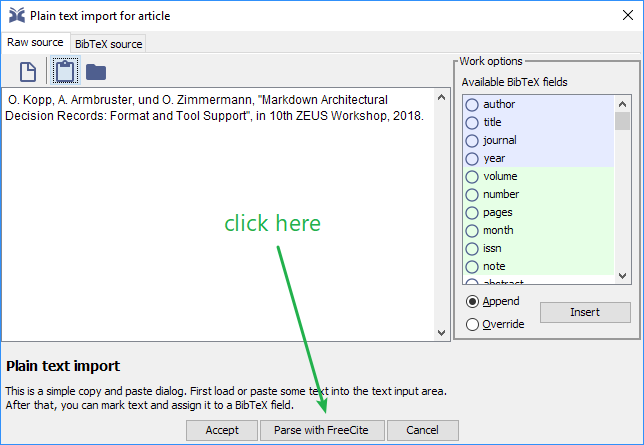 Plain text import for article
Raw source
BibTeX source
O. Kopp, A. Armbruster, und O. Zimmermann, "Markdown Architectural
Decision Records: Format and Tool Support", in 10th ZEUS Workshop, 2018.
click here
Work options
Available BibTeX fields
author
title
journal
year
volume
number
pages
month
issn
note
Append
Override
Insert
Plain text import
This is a simple copy and paste dialog. First load or paste some text into the text input area.
After that, you can mark text and assign it to a BibTeX field.
Accept
Parse with FreeCite
Cancel